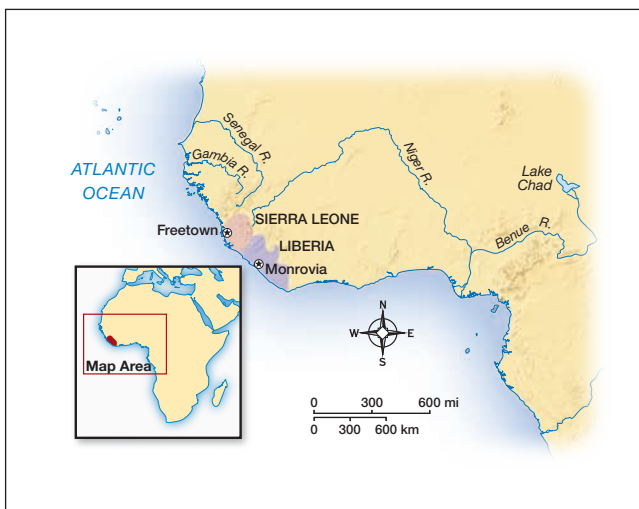 Senegal R.
Gambia R.
Niger R.
Lake
Chad
ATLANTIC
OCEAN
Benue R.
SIERRA LEONE
Freetown
LIBERIA
Monrovia
N
W
E
S
Map Area
0 300 600 mi
0 300 600 km